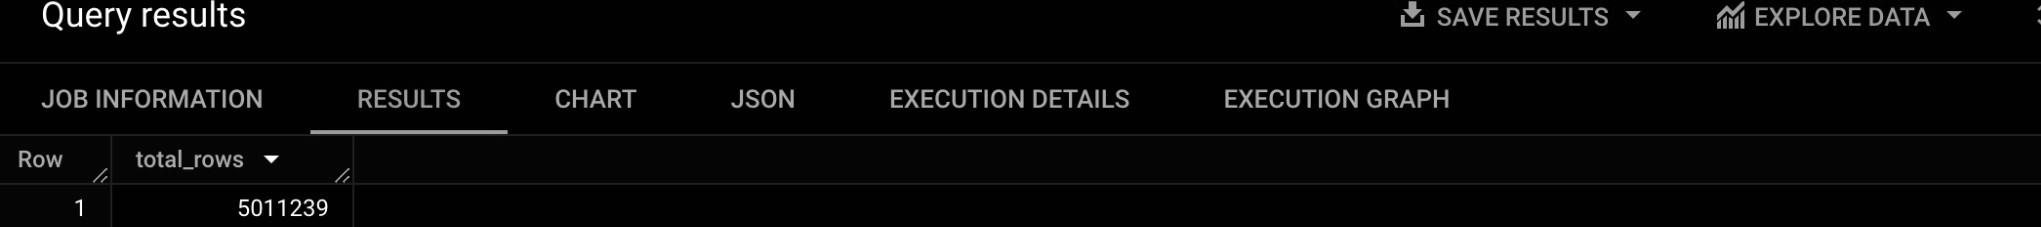 Query results
SAVE RESULTS
EXPLORE DATA
JOB INFORMATION RESULTS CHART JSON EXECUTION DETAILS EXECUTION GRAPH
Row total_rows
1 5011239